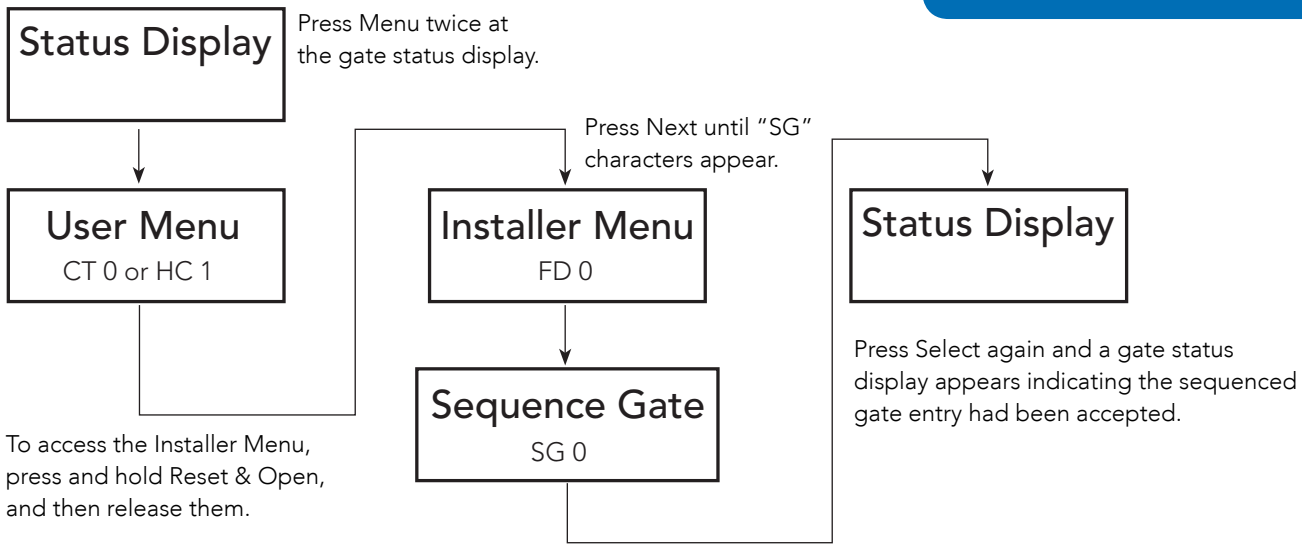 Status Display
Press Menu twice at
the gate status display.
User Menu
CT 0 or HC 1
To access the Installer Menu,
press and hold Reset & Open,
and then release them.
Press Next until “SG”
characters appear.
Installer Menu
FD 0
Sequence Gate
SG 0
Status Display
Press Select again and a gate status
display appears indicating the sequenced
gate entry had been accepted.